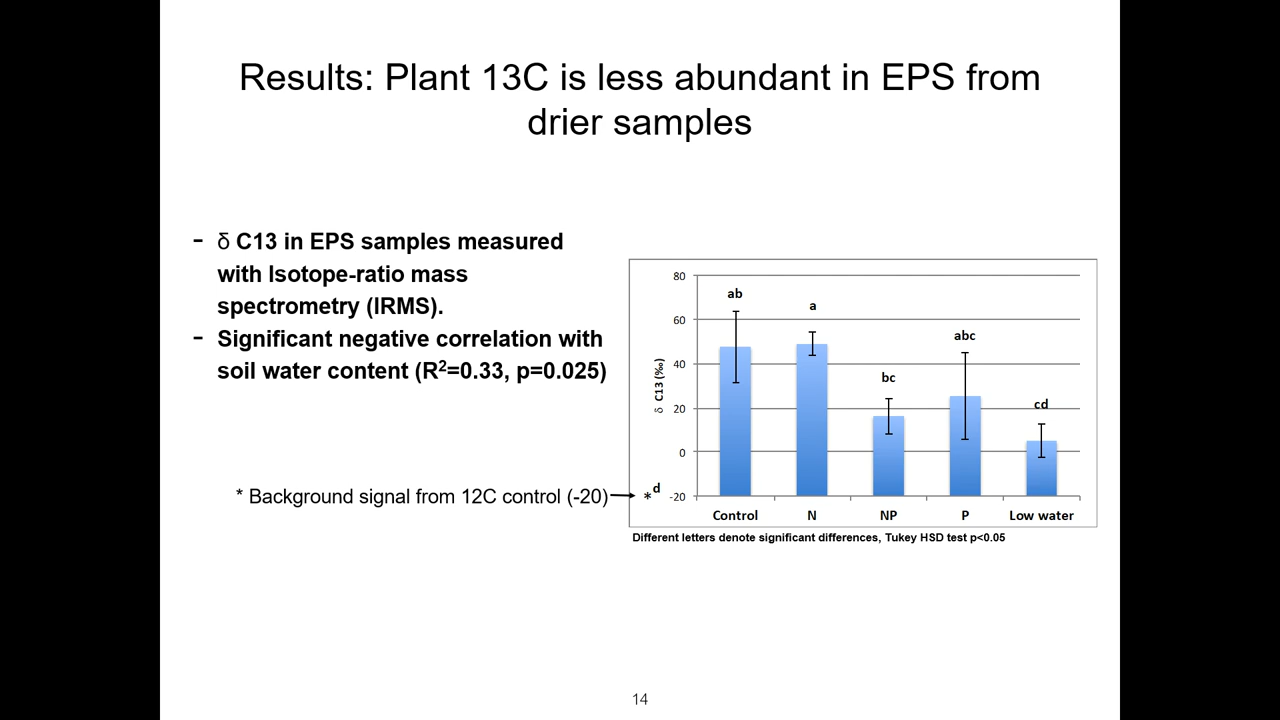 Results: Plant 13C is less abundant in EPS from
drier samples
- δ C13 in EPS samples measured
with Isotope-ratio mass
spectrometry (IRMS).
- Significant negative correlation with
soil water content (R²=0.33, p=0.025)
* Background signal from 12C control (-20)
* d
δ C13 (‰)
80
60
40
20
0
-20
ab
a
bc
abc
cd
Control N NP P Low water
Different letters denote significant differences, Tukey HSD test p<0.05
14